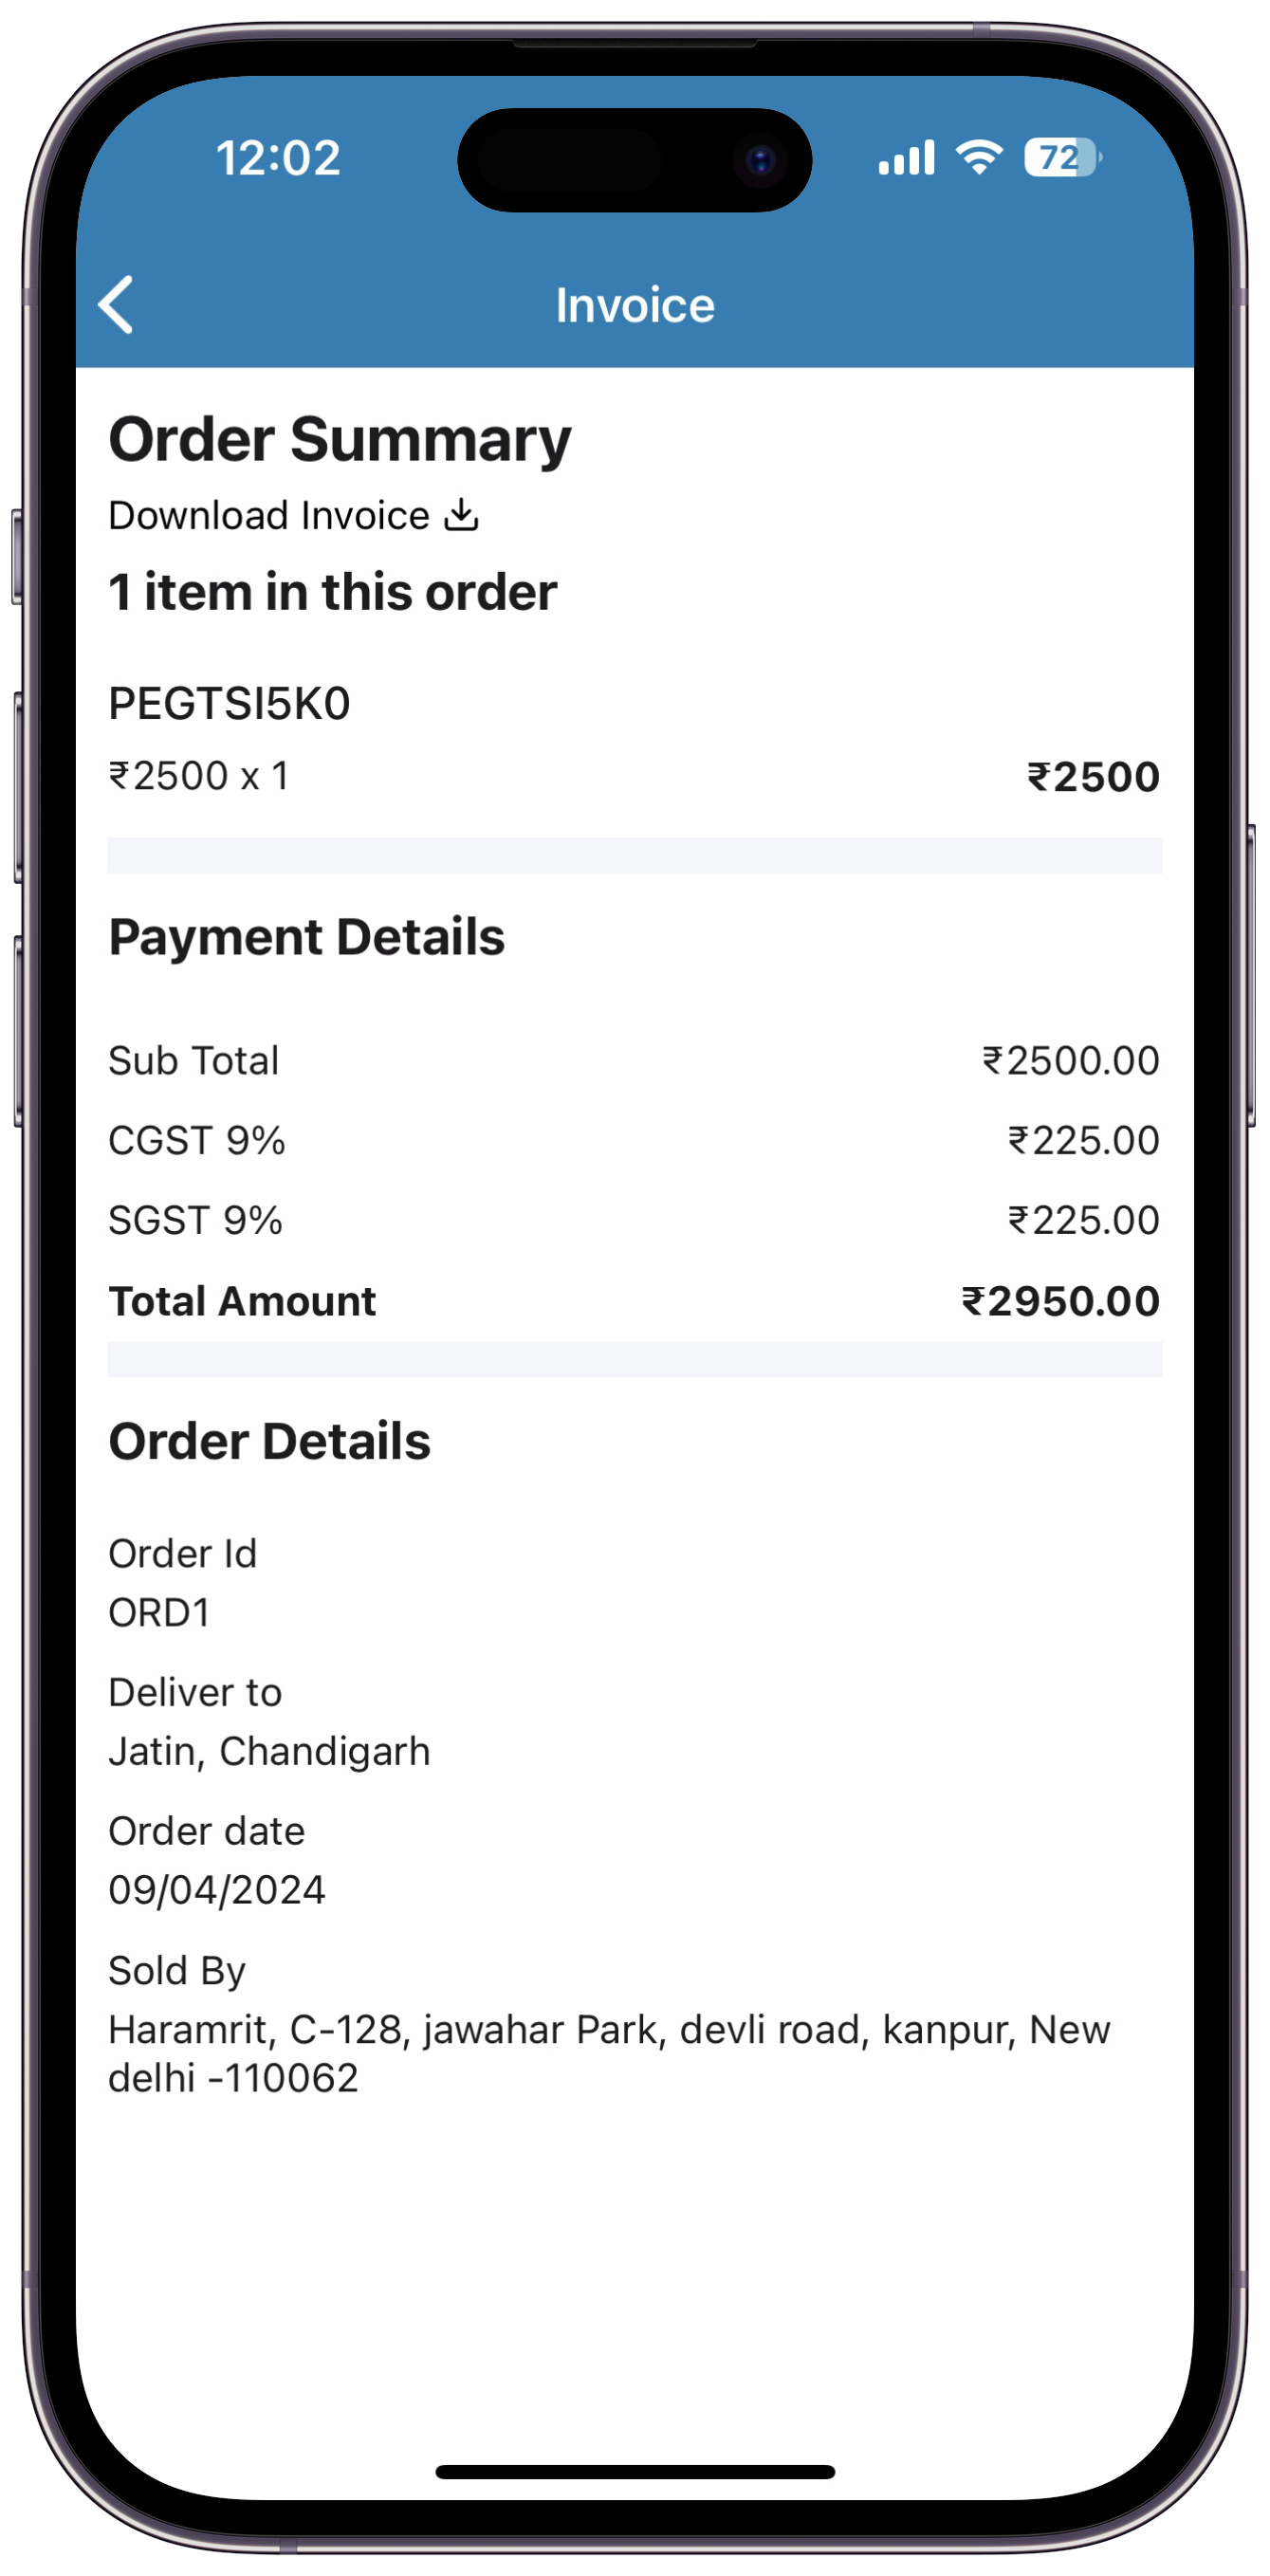 12:02
72
Invoice
Order Summary
Download Invoice
1 item in this order
PEGTSI5K0
₹2500 x 1 ₹2500
Payment Details
Sub Total ₹2500.00
CGST 9% ₹225.00
SGST 9% ₹225.00
Total Amount ₹2950.00
Order Details
Order Id
ORD1
Deliver to
Jatin, Chandigarh
Order date
09/04/2024
Sold By
Haramrit, C-128, jawahar Park, devli road, kanpur, New
delhi -110062